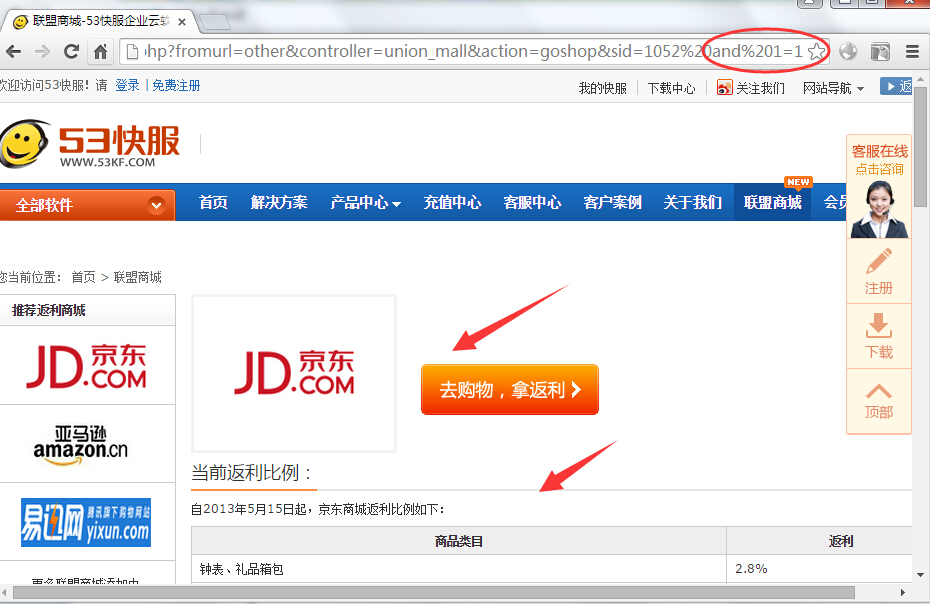 联盟商城-53快服企业云软
hp?fromurl=other&controller=union_mall&action=goshop&sid=1052%20and%201=1
欢迎访问53快服! 请 登录 | 免费注册
我的快服 下载中心 关注我们 网站导航 返
53快服
WWW.53KF.COM
客服在线
点击咨询
NEW
全部软件 首页 解决方案 产品中心 充值中心 客服中心 客户案例 关于我们 联盟商城 会员
您当前位置: 首页 > 联盟商城
注册
推荐返利商城
下载
JD.京东
.COM
JD.京东
.COM
去购物，拿返利
顶部
亚马逊
amazon.cn
当前返利比例：
自2013年5月15日起，京东商城返利比例如下：
易迅网 腾讯旗下购物网站
yixun.com
商品类目 返利
钟表、礼品箱包 2.8%
更多联盟商城添加中